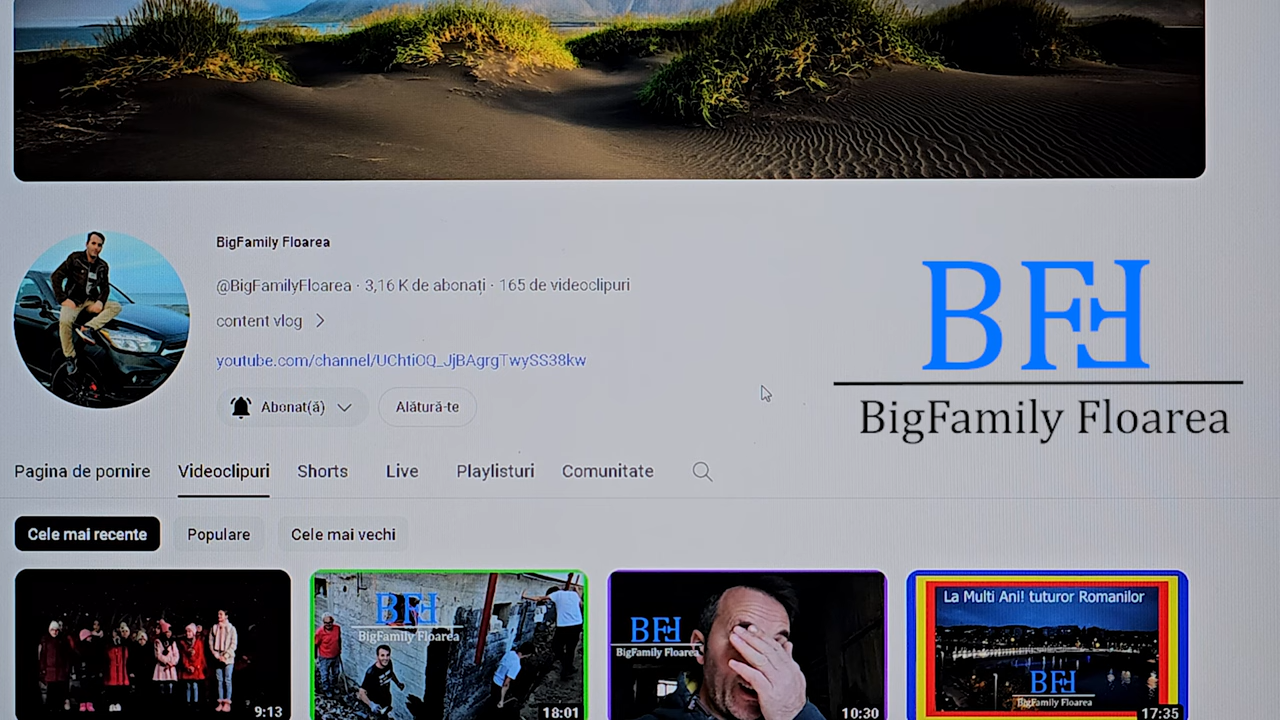 BigFamily Floarea
@BigFamilyFloarea · 3,16 K de abonați · 165 de videoclipuri
content vlog
youtube.com/channel/UChtiOQ_JjBAgrgTwySS38kw
Abonat(ă)
Alătură-te
BFF
BigFamily Floarea
Pagina de pornire Videoclipuri Shorts Live Playlisturi Comunitate
Cele mai recente Populare Cele mai vechi
9:13
BFF
BigFamily Floarea
18:01
BFF
BigFamily Floarea
10:30
La Multi Ani! tuturor Romanilor
BFF
BigFamily Floarea
17:35